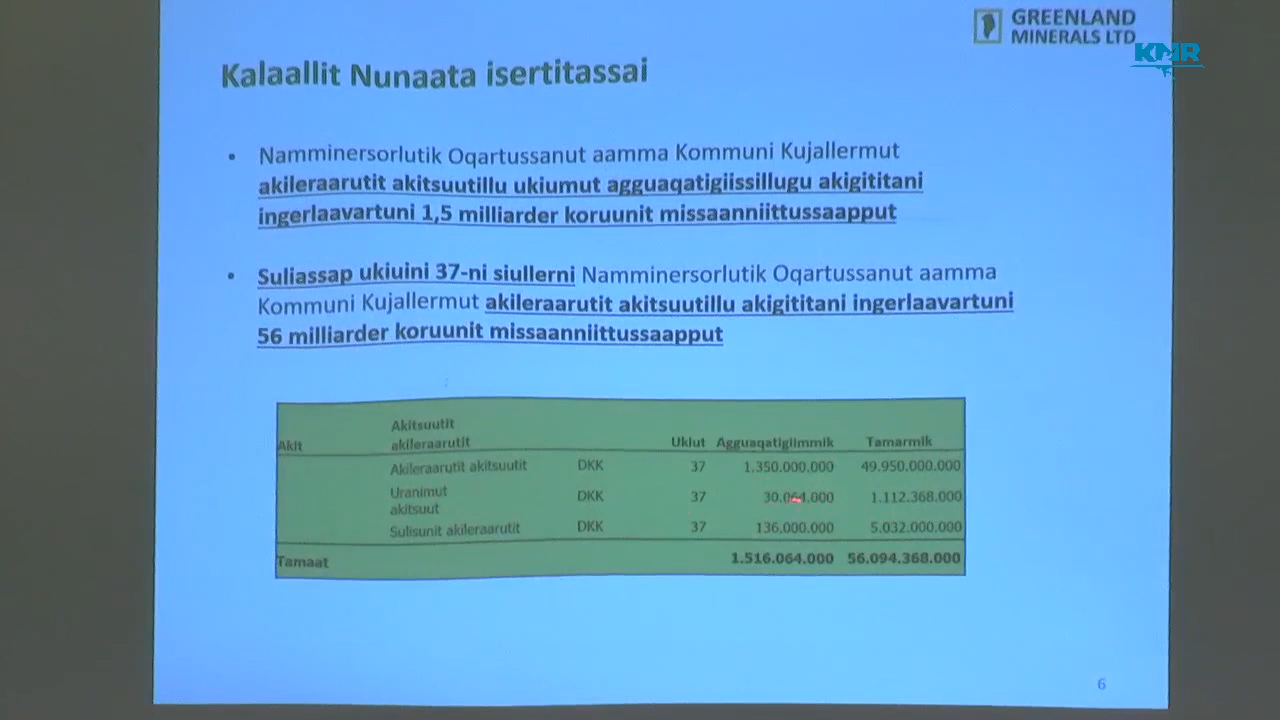 GREENLAND
MINERALS LTD
KNR
Kalaallit Nunaata isertitassai
• Namminersorlutik Oqartussanut aamma Kommuni Kujallermut
akileraarutit akitsuutillu ukiumut agguaqatigiissillugu akigititani
ingerlaavartuni 1,5 milliarder koruunit missaanniittussaapput
• Suliassap ukiuini 37-ni siullerni Namminersorlutik Oqartussanut aamma
Kommuni Kujallermut akileraarutit akitsuutillu akigititani ingerlaavartuni
56 milliarder koruunit missaanniittussaapput
Akitsuutit
Akit akileraarutit Ukiut Agguaqatigiimmik Tamarmik
Akileraarutit akitsuutit DKK 37 1.350.000.000 49.950.000.000
Uranimut
akitsuut DKK 37 30.064.000 1.112.368.000
Sulisunit akileraarutit DKK 37 136.000.000 5.032.000.000
Tamaat 1.516.064.000 56.094.368.000
6